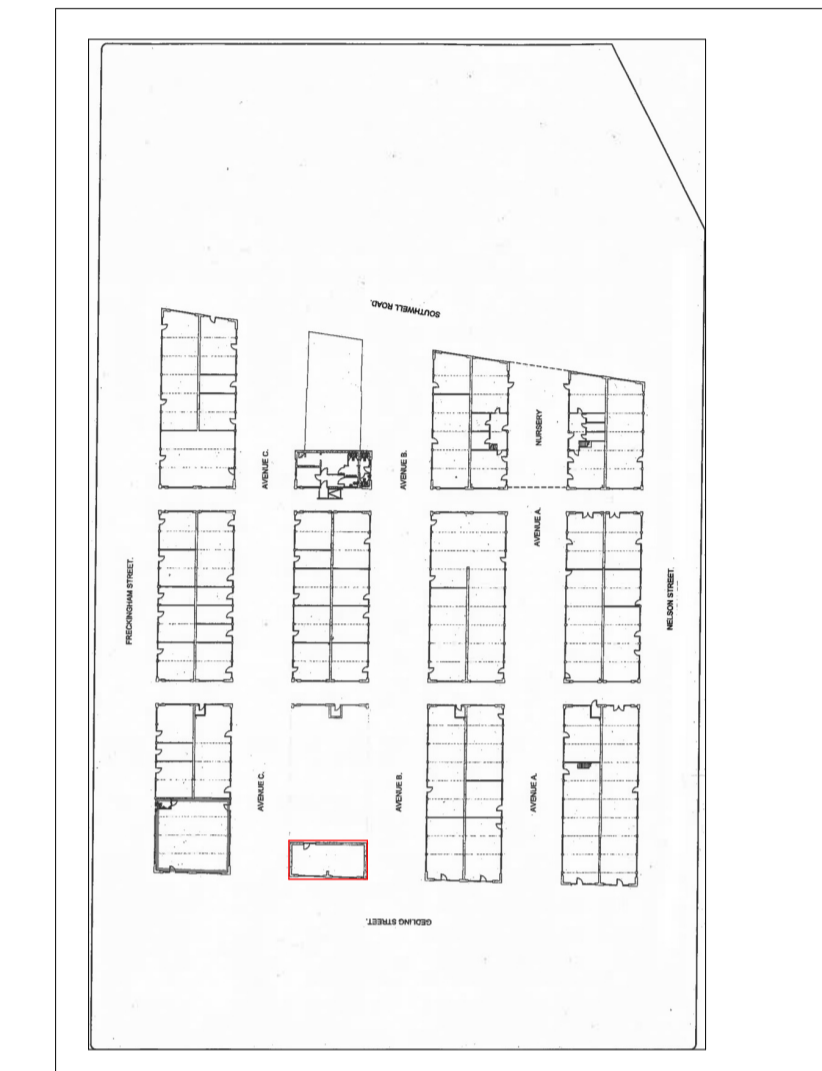 SOUTHWELL ROAD.
NURSERY
AVENUE C.
AVENUE B.
AVENUE A.
FRECKINGHAM STREET.
NELSON STREET.
AVENUE C.
AVENUE B.
AVENUE A.
GEDLING STREET.